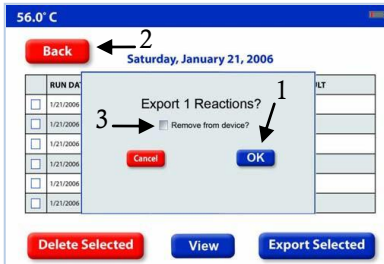 56.0° C
Back
2
Saturday, January 21, 2006
RUN DA
ULT
1/21/2006
1/21/2006
1/21/2006
1/21/2006
1/21/2006
1/21/2006
Export 1 Reactions?
1
3
Remove from device?
Cancel
OK
Delete Selected
View
Export Selected